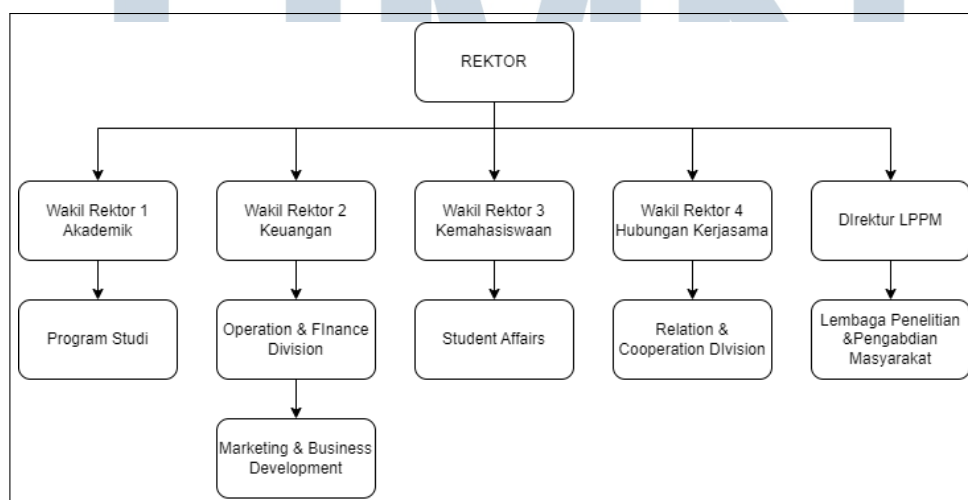 REKTOR
Wakil Rektor 1
Akademik
Wakil Rektor 2
Keuangan
Wakil Rektor 3
Kemahasiswaan
Wakil Rektor 4
Hubungan Kerjasama
DIrektur LPPM
Program Studi
Operation & FInance
Division
Student Affairs
Relation &
Cooperation DIvision
Lembaga Penelitian
&Pengabdian
Masyarakat
Marketing & Business
Development